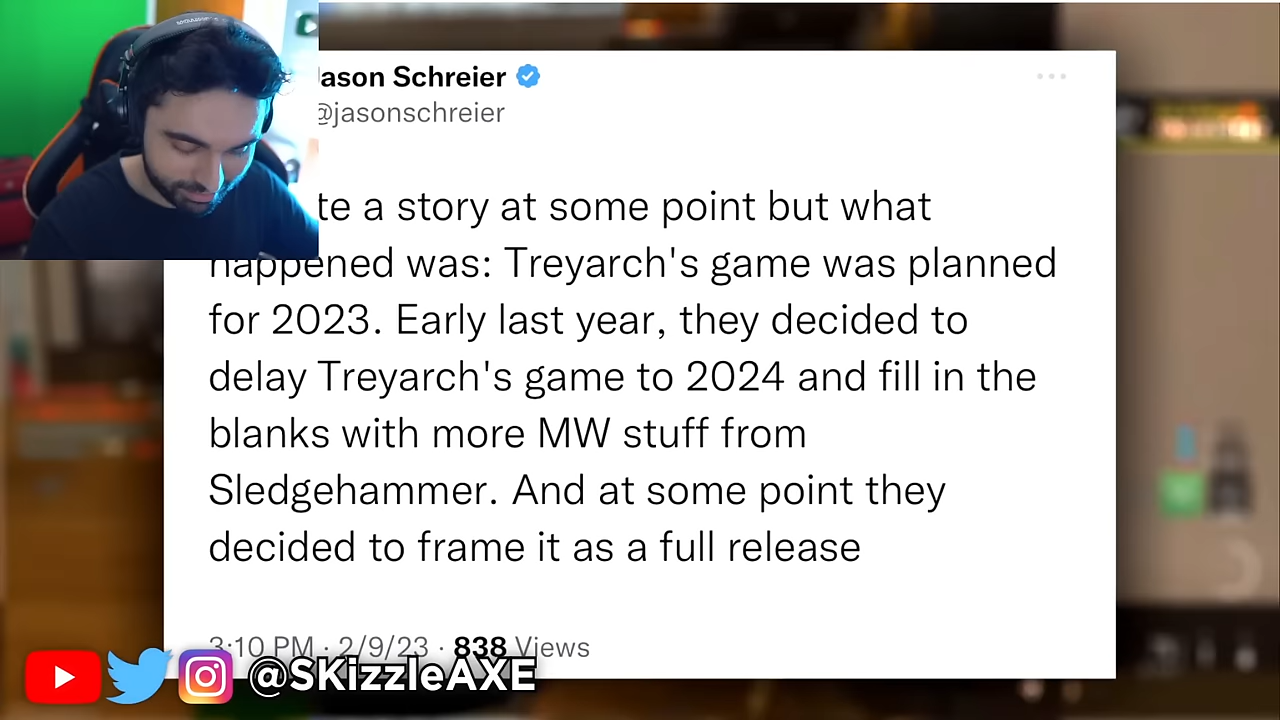 Jason Schreier
@jasonschreier
te a story at some point but what
happened was: Treyarch's game was planned
for 2023. Early last year, they decided to
delay Treyarch's game to 2024 and fill in the
blanks with more MW stuff from
Sledgehammer. And at some point they
decided to frame it as a full release
3:10 PM · 2/9/23 · 838 Views
@SKizzleAXE